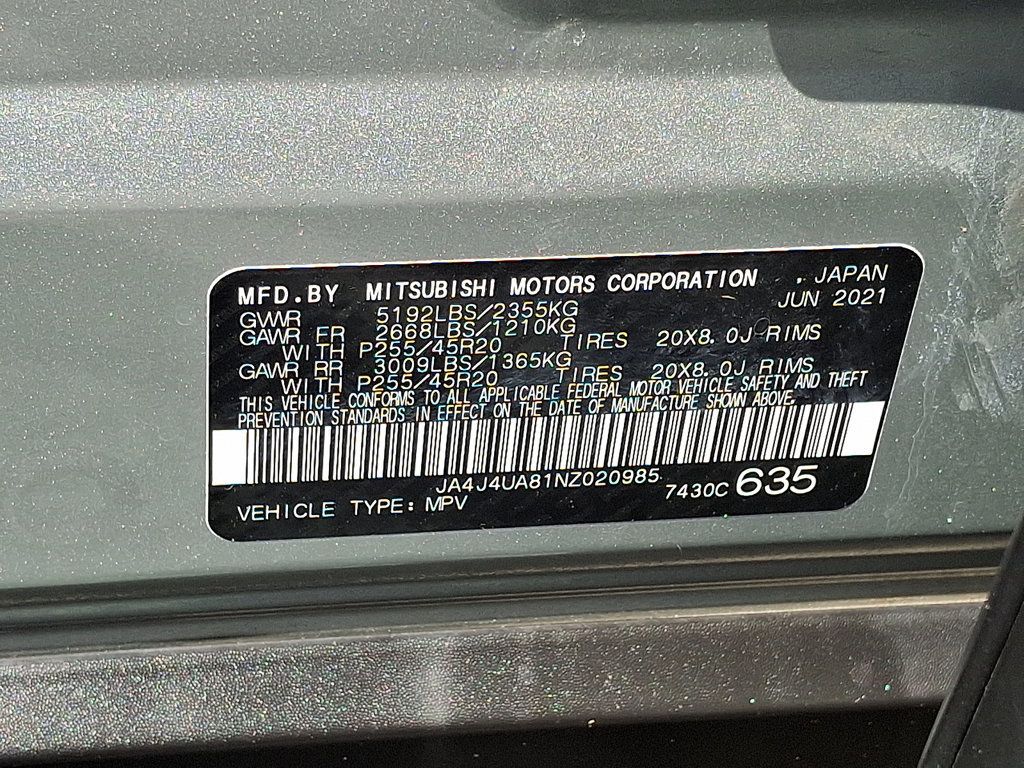 MFD.BY MITSUBISHI MOTORS CORPORATION , JAPAN
JUN 2021
GVWR 5192LBS/2355KG
GAWR FR 2668LBS/1210KG
WITH P255/45R20 TIRES 20X8.0J RIMS
GAWR RR 3009LBS/1365KG
WITH P255/45R20 TIRES 20X8.0J RIMS
THIS VEHICLE CONFORMS TO ALL APPLICABLE FEDERAL MOTOR VEHICLE SAFETY AND THEFT
PREVENTION STANDARDS IN EFFECT ON THE DATE OF MANUFACTURE SHOWN ABOVE.
JA4J4UA81NZ020985
7430C 635
VEHICLE TYPE: MPV